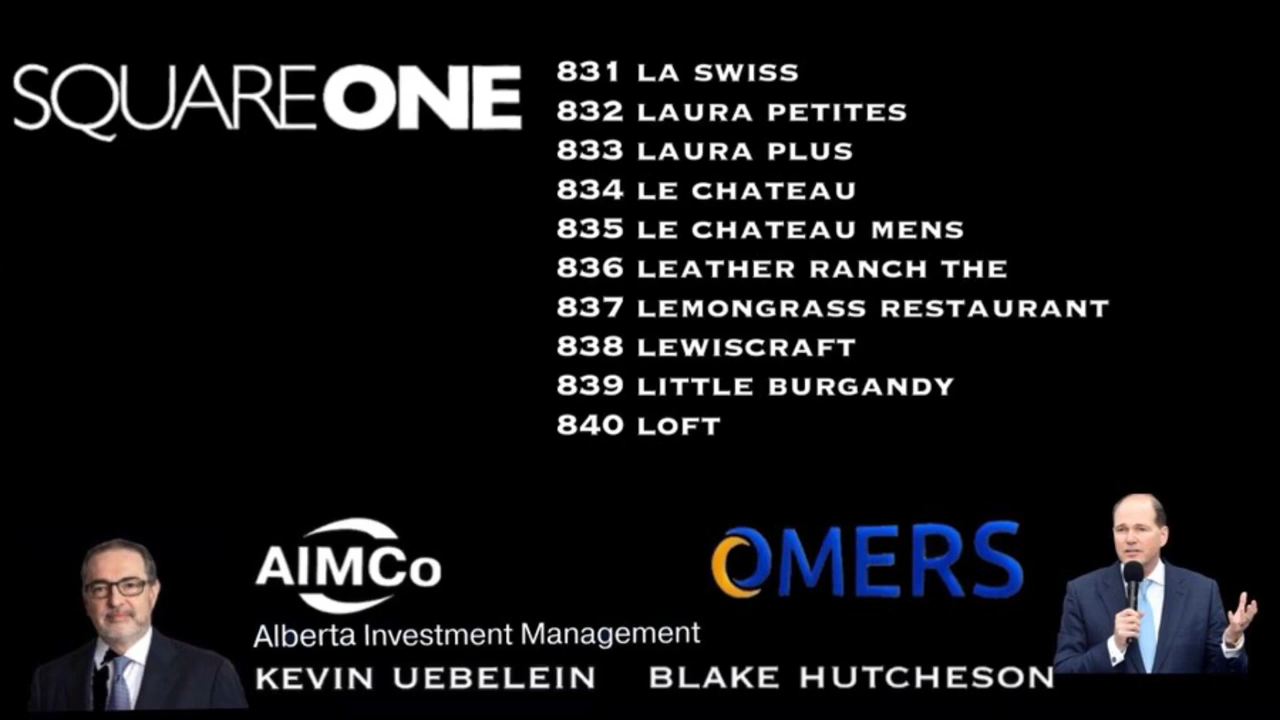 SQUAREONE
831 LA SWISS
832 LAURA PETITES
833 LAURA PLUS
834 LE CHATEAU
835 LE CHATEAU MENS
836 LEATHER RANCH THE
837 LEMONGRASS RESTAURANT
838 LEWISCRAFT
839 LITTLE BURGANDY
840 LOFT
AIMCo
OMERS
Alberta Investment Management
KEVIN UEBELEIN
BLAKE HUTCHESON